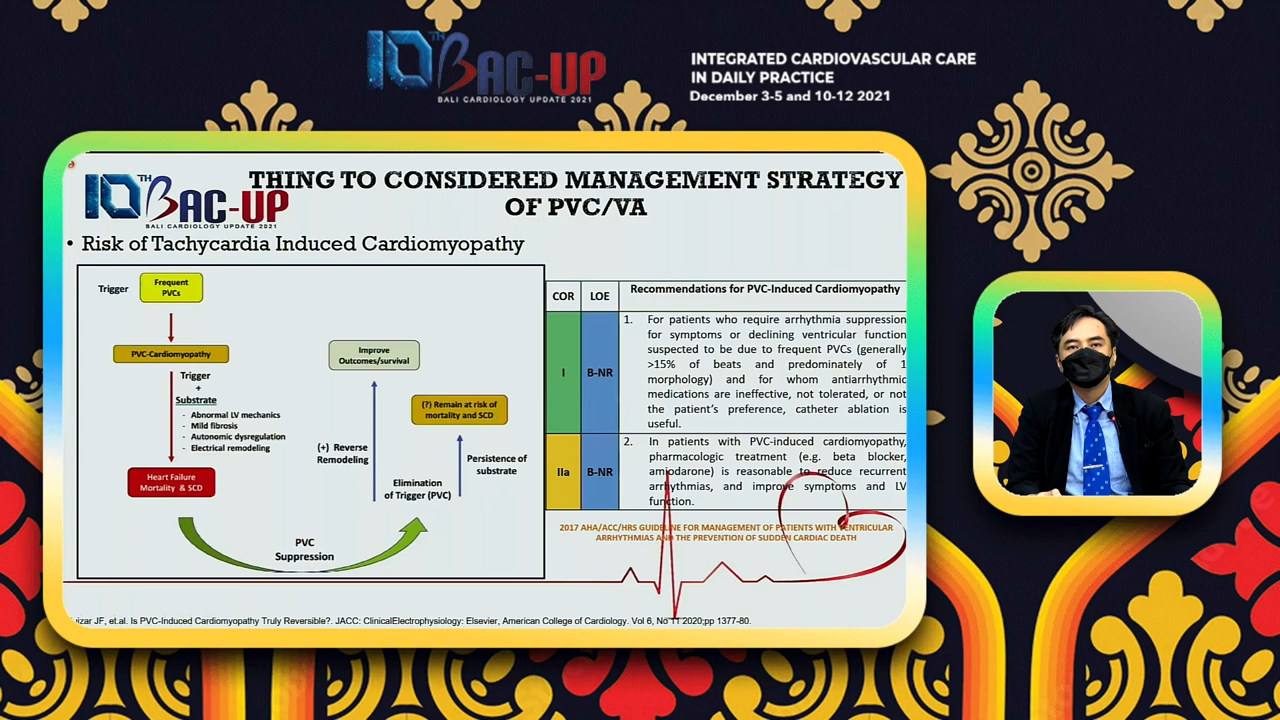 10TH BAC-UP
BALI CARDIOLOGY UPDATE 2021
INTEGRATED CARDIOVASCULAR CARE
IN DAILY PRACTICE
December 3-5 and 10-12 2021
10TH BAC-UP
BALI CARDIOLOGY UPDATE 2021
THING TO CONSIDERED MANAGEMENT STRATEGY
OF PVC/VA
• Risk of Tachycardia Induced Cardiomyopathy
Trigger
Frequent
PVCs
PVC-Cardiomyopathy
Trigger
+
Substrate
- Abnormal LV mechanics
- Mild fibrosis
- Autonomic dysregulation
- Electrical remodeling
Heart Failure
Mortality & SCD
PVC
Suppression
Improve
Outcomes/survival
(+) Reverse
Remodeling
Elimination
of Trigger (PVC)
(?) Remain at risk of
mortality and SCD
Persistence of
substrate
COR LOE Recommendations for PVC-Induced Cardiomyopathy
I B-NR
1. For patients who require arrhythmia suppression
for symptoms or declining ventricular function
suspected to be due to frequent PVCs (generally
>15% of beats and predominately of 1
morphology) and for whom antiarrhythmic
medications are ineffective, not tolerated, or not
the patient's preference, catheter ablation is
useful.
IIa B-NR
2. In patients with PVC-induced cardiomyopathy,
pharmacologic treatment (e.g. beta blocker,
amiodarone) is reasonable to reduce recurrent
arrhythmias, and improve symptoms and LV
function.
2017 AHA/ACC/HRS GUIDELINE FOR MANAGEMENT OF PATIENTS WITH VENTRICULAR
ARRHYTHMIAS AND THE PREVENTION OF SUDDEN CARDIAC DEATH
JF, et.al. Is PVC-Induced Cardiomyopathy Truly Reversible?. JACC: ClinicalElectrophysiology: Elsevier, American College of Cardiology. Vol 6, No 11 2020;pp 1377-80.